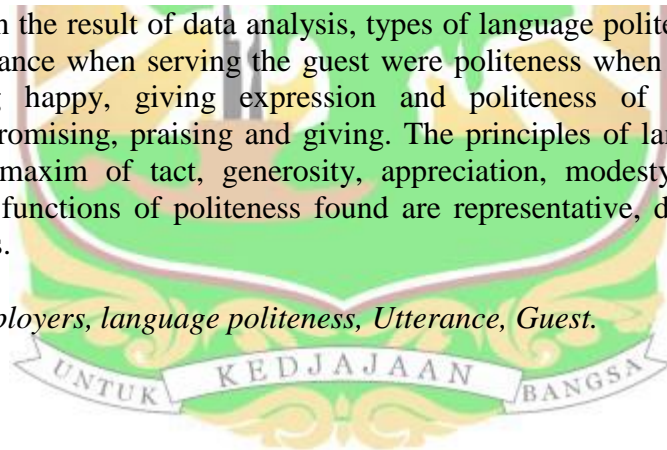 n the result of data analysis, types of language polite
ance when serving the guest were politeness when
g happy, giving expression and politeness of
romising, praising and giving. The principles of lan
maxim of tact, generosity, appreciation, modesty
functions of politeness found are representative, d
s.
ployers, language politeness, Utterance, Guest.
UNTUK KEDJAJAAN BANGSA